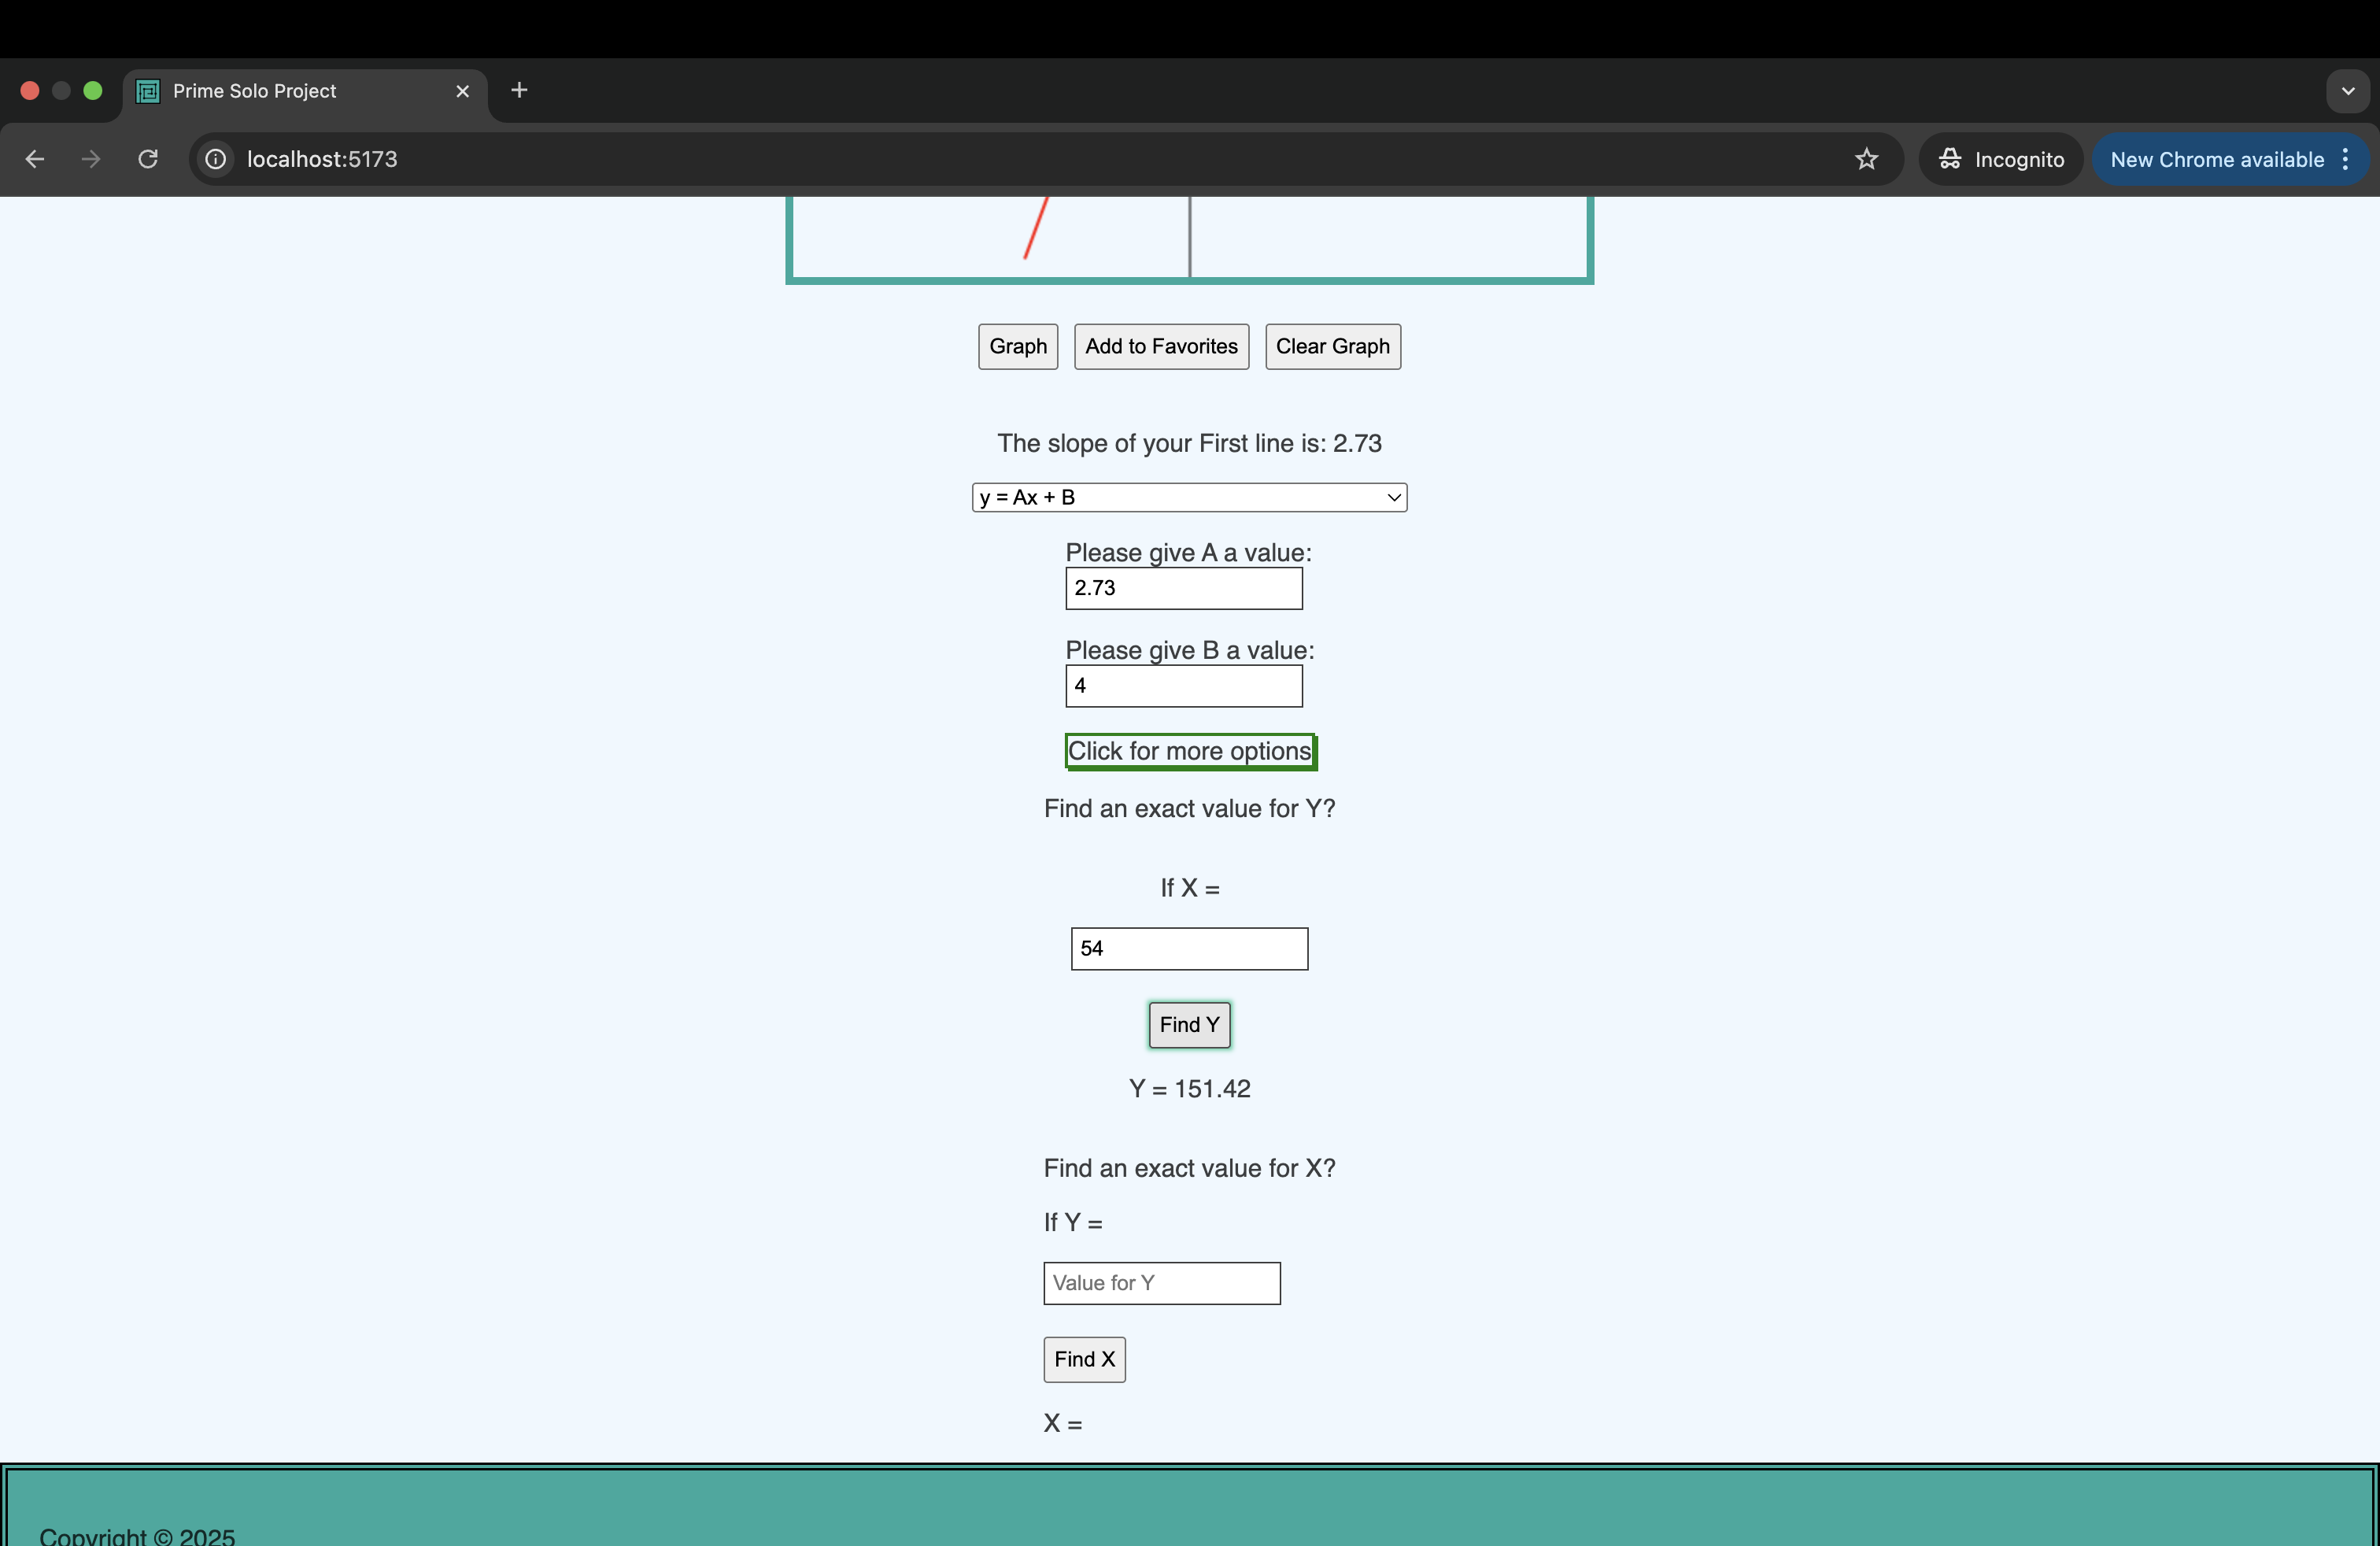 Prime Solo Project
localhost:5173
Incognito
New Chrome available
Graph Add to Favorites Clear Graph
The slope of your First line is: 2.73
y = Ax + B
Please give A a value:
2.73
Please give B a value:
4
Click for more options
Find an exact value for Y?
If X =
54
Find Y
Y = 151.42
Find an exact value for X?
If Y =
Value for Y
Find X
X =
Copyright © 2025